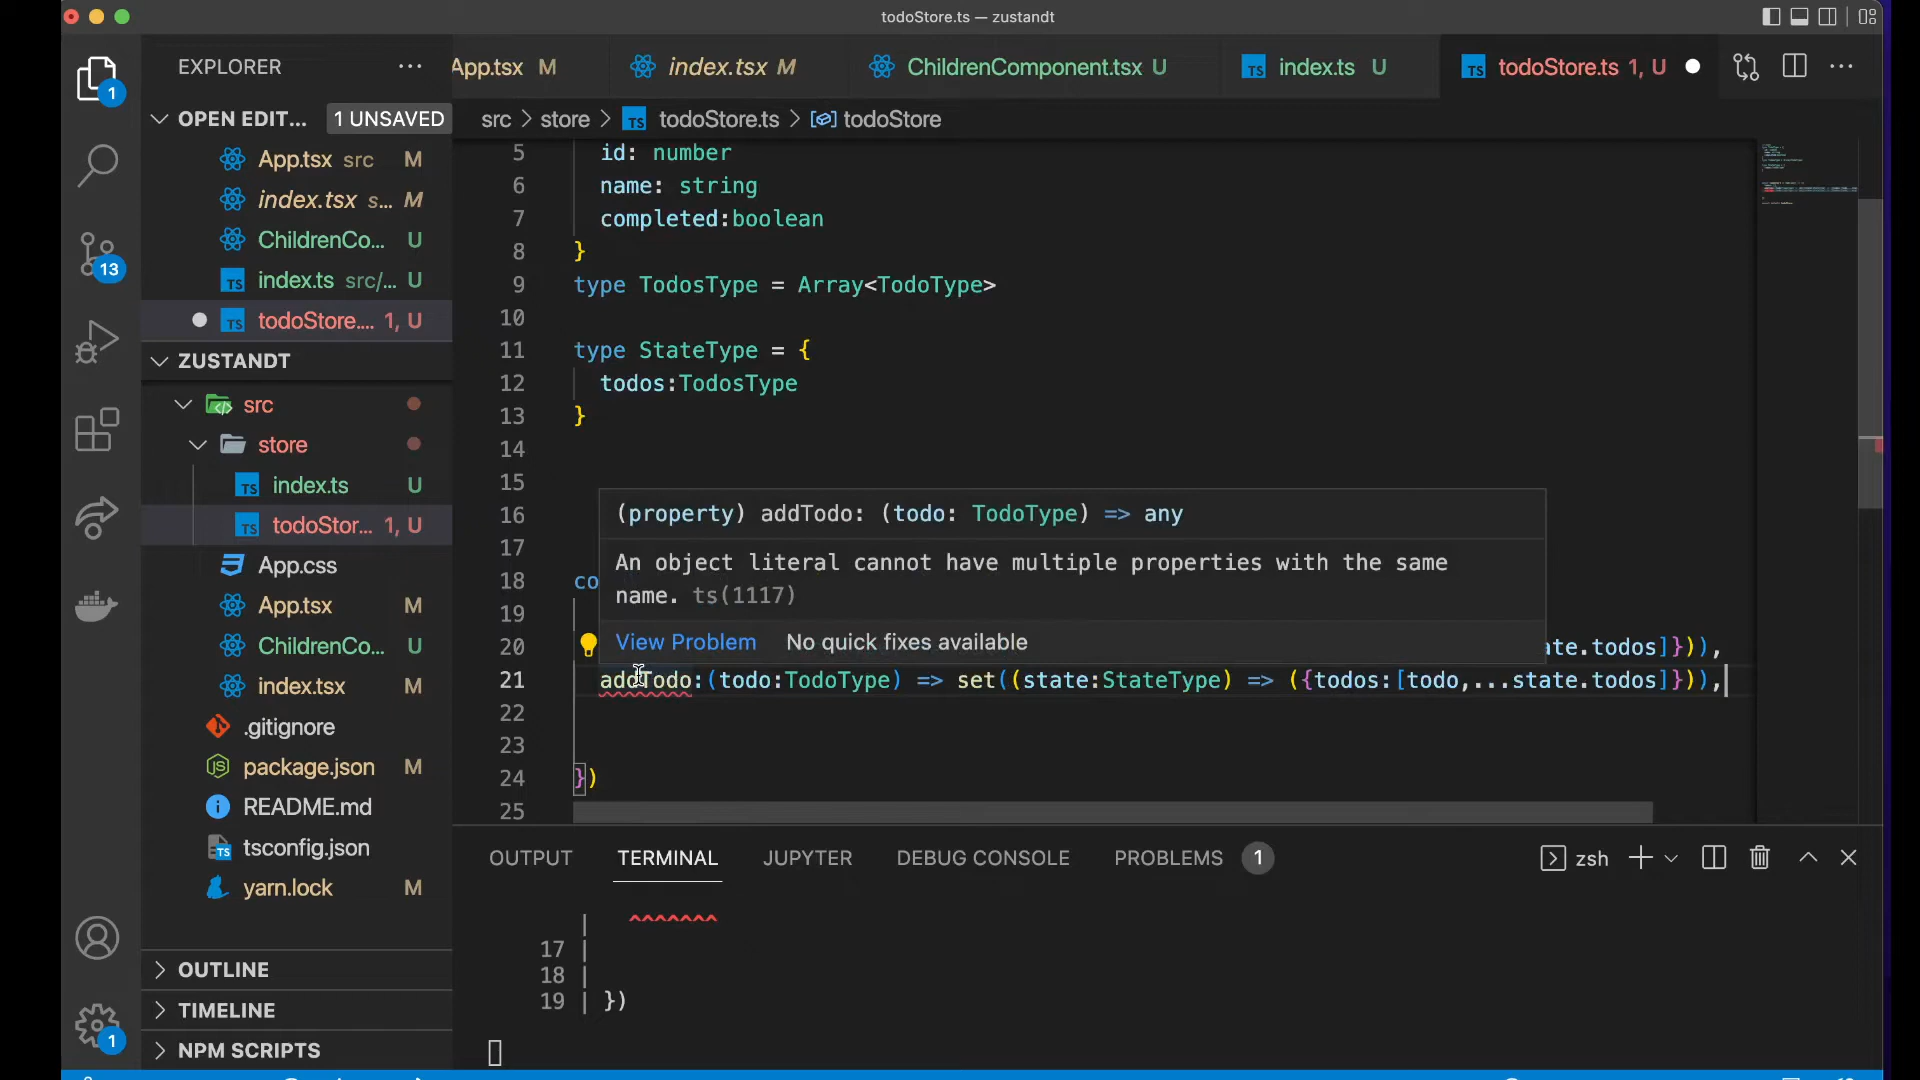 todoStore.ts — zustandt
EXPLORER
App.tsx M
index.tsx M
ChildrenComponent.tsx U
index.ts U
todoStore.ts 1, U
OPEN EDIT... 1 UNSAVED
App.tsx src M
index.tsx s... M
ChildrenCo... U
index.ts src/... U
todoStore.... 1, U
ZUSTANDT
src
store
index.ts U
todoStor... 1, U
App.css
App.tsx M
ChildrenCo... U
index.tsx M
.gitignore
package.json M
README.md
tsconfig.json
yarn.lock M
OUTLINE
TIMELINE
NPM SCRIPTS
1
13
1
src > store > TS todoStore.ts > todoStore
5 id: number
6 name: string
7 completed:boolean
8 }
9 type TodosType = Array<TodoType>
10
11 type StateType = {
12 todos:TodosType
13 }
14
15
16
17
18 co
19
20 ate.todos]})),
21 addTodo:(todo:TodoType) => set((state:StateType) => ({todos:[todo,...state.todos]})),
22
23
24 })
25
(property) addTodo: (todo: TodoType) => any
An object literal cannot have multiple properties with the same
name. ts(1117)
View Problem No quick fixes available
OUTPUT TERMINAL JUPYTER DEBUG CONSOLE PROBLEMS 1 zsh
| ^^^^^^^
17 |
18 |
19 | })